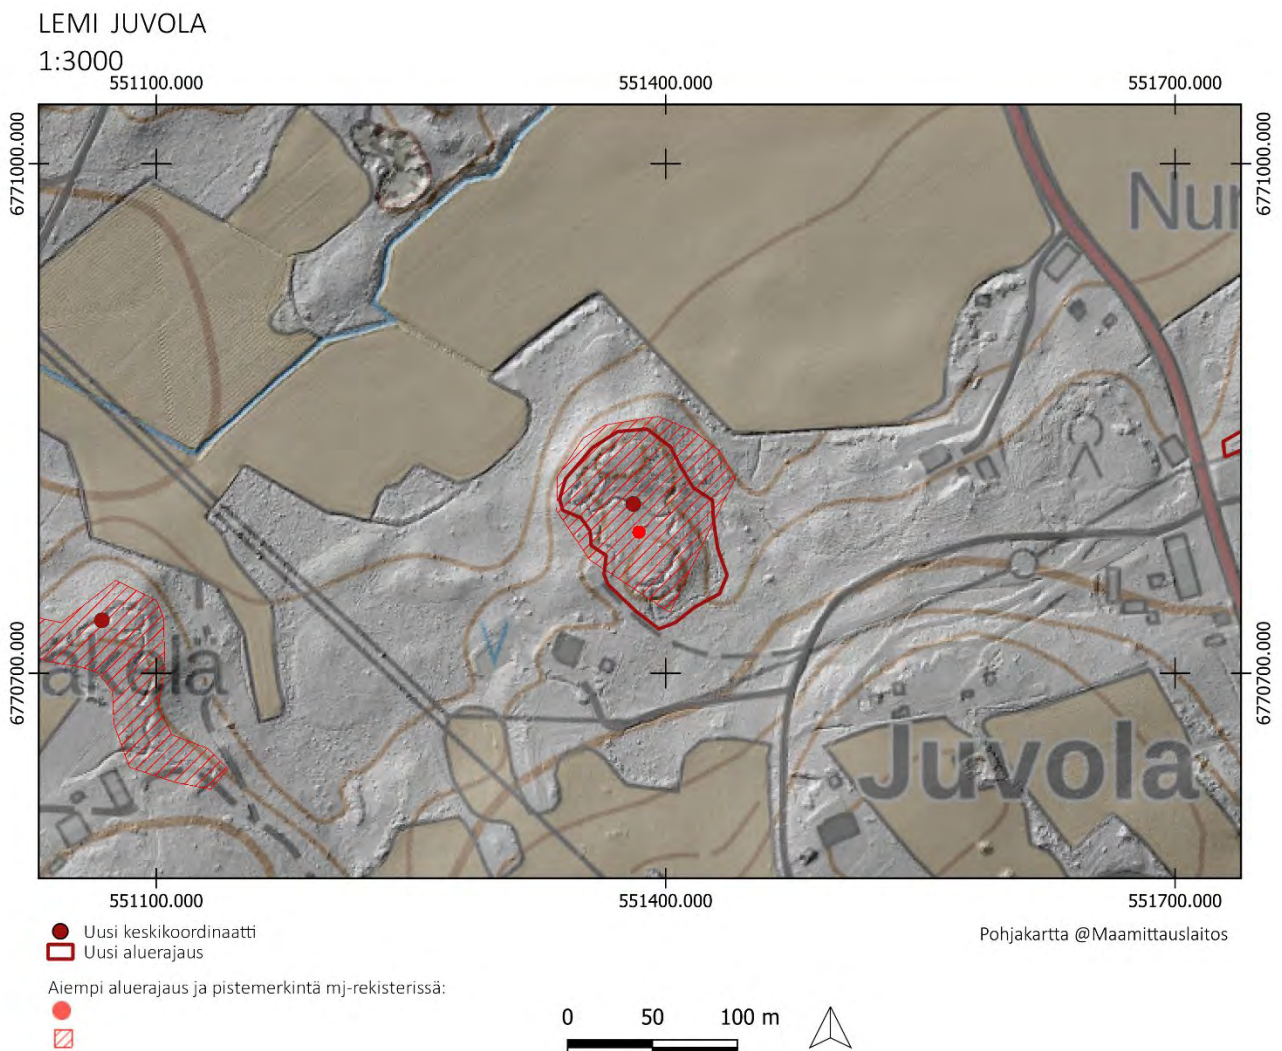 LEMI JUVOLA
1:3000
551100.000 551400.000 551700.000
6771000.000 6771000.000
Nur
6770700.000 6770700.000
äkölä
Juvola
551100.000 551400.000 551700.000
Uusi keskikoordinaatti
Uusi aluerajaus
Pohjakartta @Maamittauslaitos
Aiempi aluerajaus ja pistemerkintä mj-rekisterissä:
0 50 100 m